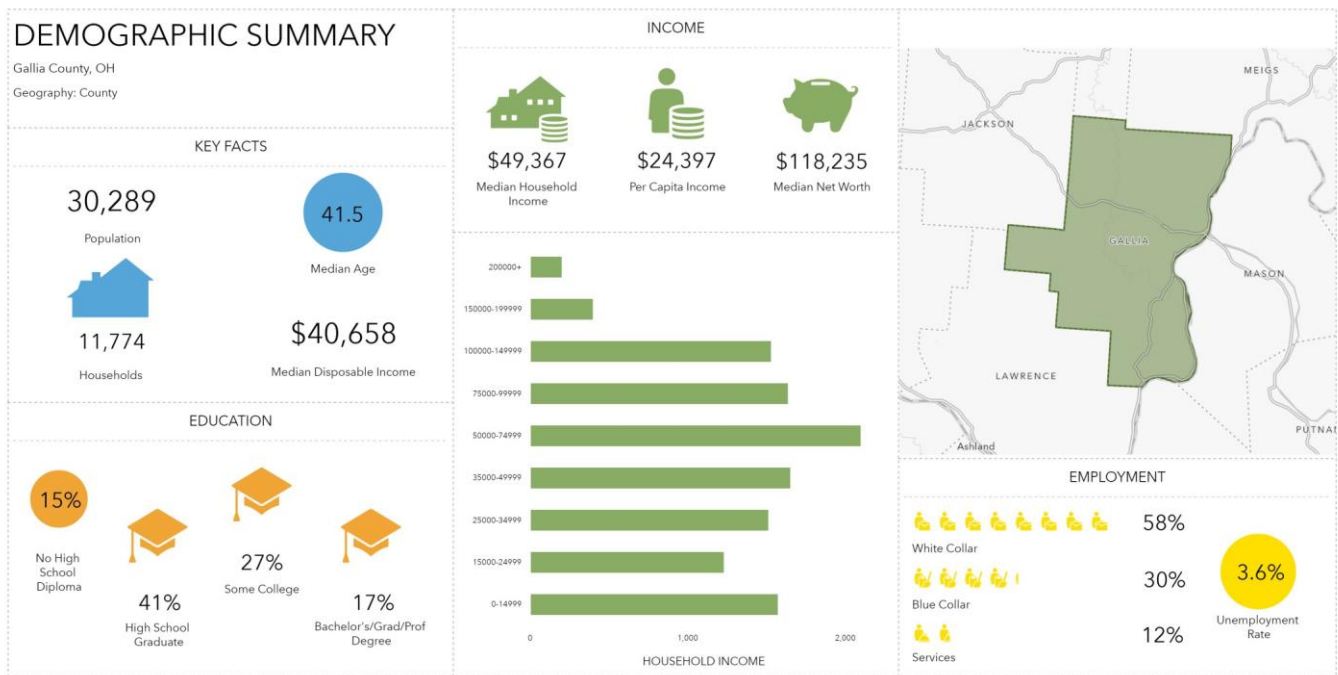 DEMOGRAPHIC SUMMARY
Gallia County, OH
Geography: County
KEY FACTS
30,289
Population
41.5
Median Age
11,774
Households
$40,658
Median Disposable Income
EDUCATION
15%
No High
School
Diploma
41%
High School
Graduate
27%
Some College
17%
Bachelor's/Grad/Prof
Degree
INCOME
$49,367
Median Household
Income
$24,397
Per Capita Income
$118,235
Median Net Worth
200000+
150000-199999
100000-149999
75000-99999
50000-74999
35000-49999
25000-34999
15000-24999
0-14999
0 1,000 2,000
HOUSEHOLD INCOME
MEIGS
JACKSON
GALLIA
MASON
LAWRENCE
PUTNA
Ashland
EMPLOYMENT
58%
White Collar
30%
Blue Collar
12%
Services
3.6%
Unemployment
Rate